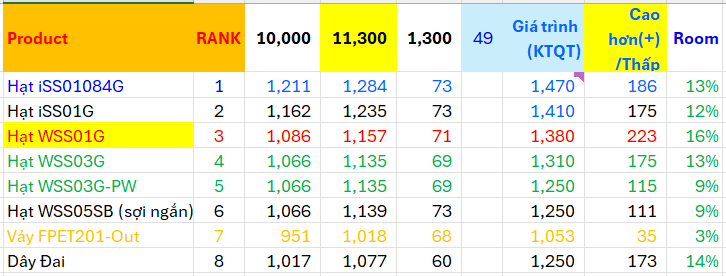 Product RANK 10,000 11,300 1,300 49 Giá trình (KTQT) Cao hơn(+) /Thấp Room
Hạt iSS01084G 1 1,211 1,284 73 1,470 186 13%
Hạt iSS01G 2 1,162 1,235 73 1,410 175 12%
Hạt WSS01G 3 1,086 1,157 71 1,380 223 16%
Hạt WSS03G 4 1,066 1,135 69 1,310 175 13%
Hạt WSS03G-PW 5 1,066 1,135 69 1,250 115 9%
Hạt WSS05SB (sợi ngắn) 6 1,066 1,139 73 1,250 111 9%
Vảy FPET201-Out 7 951 1,018 68 1,053 35 3%
Dây Đai 8 1,017 1,077 60 1,250 173 14%